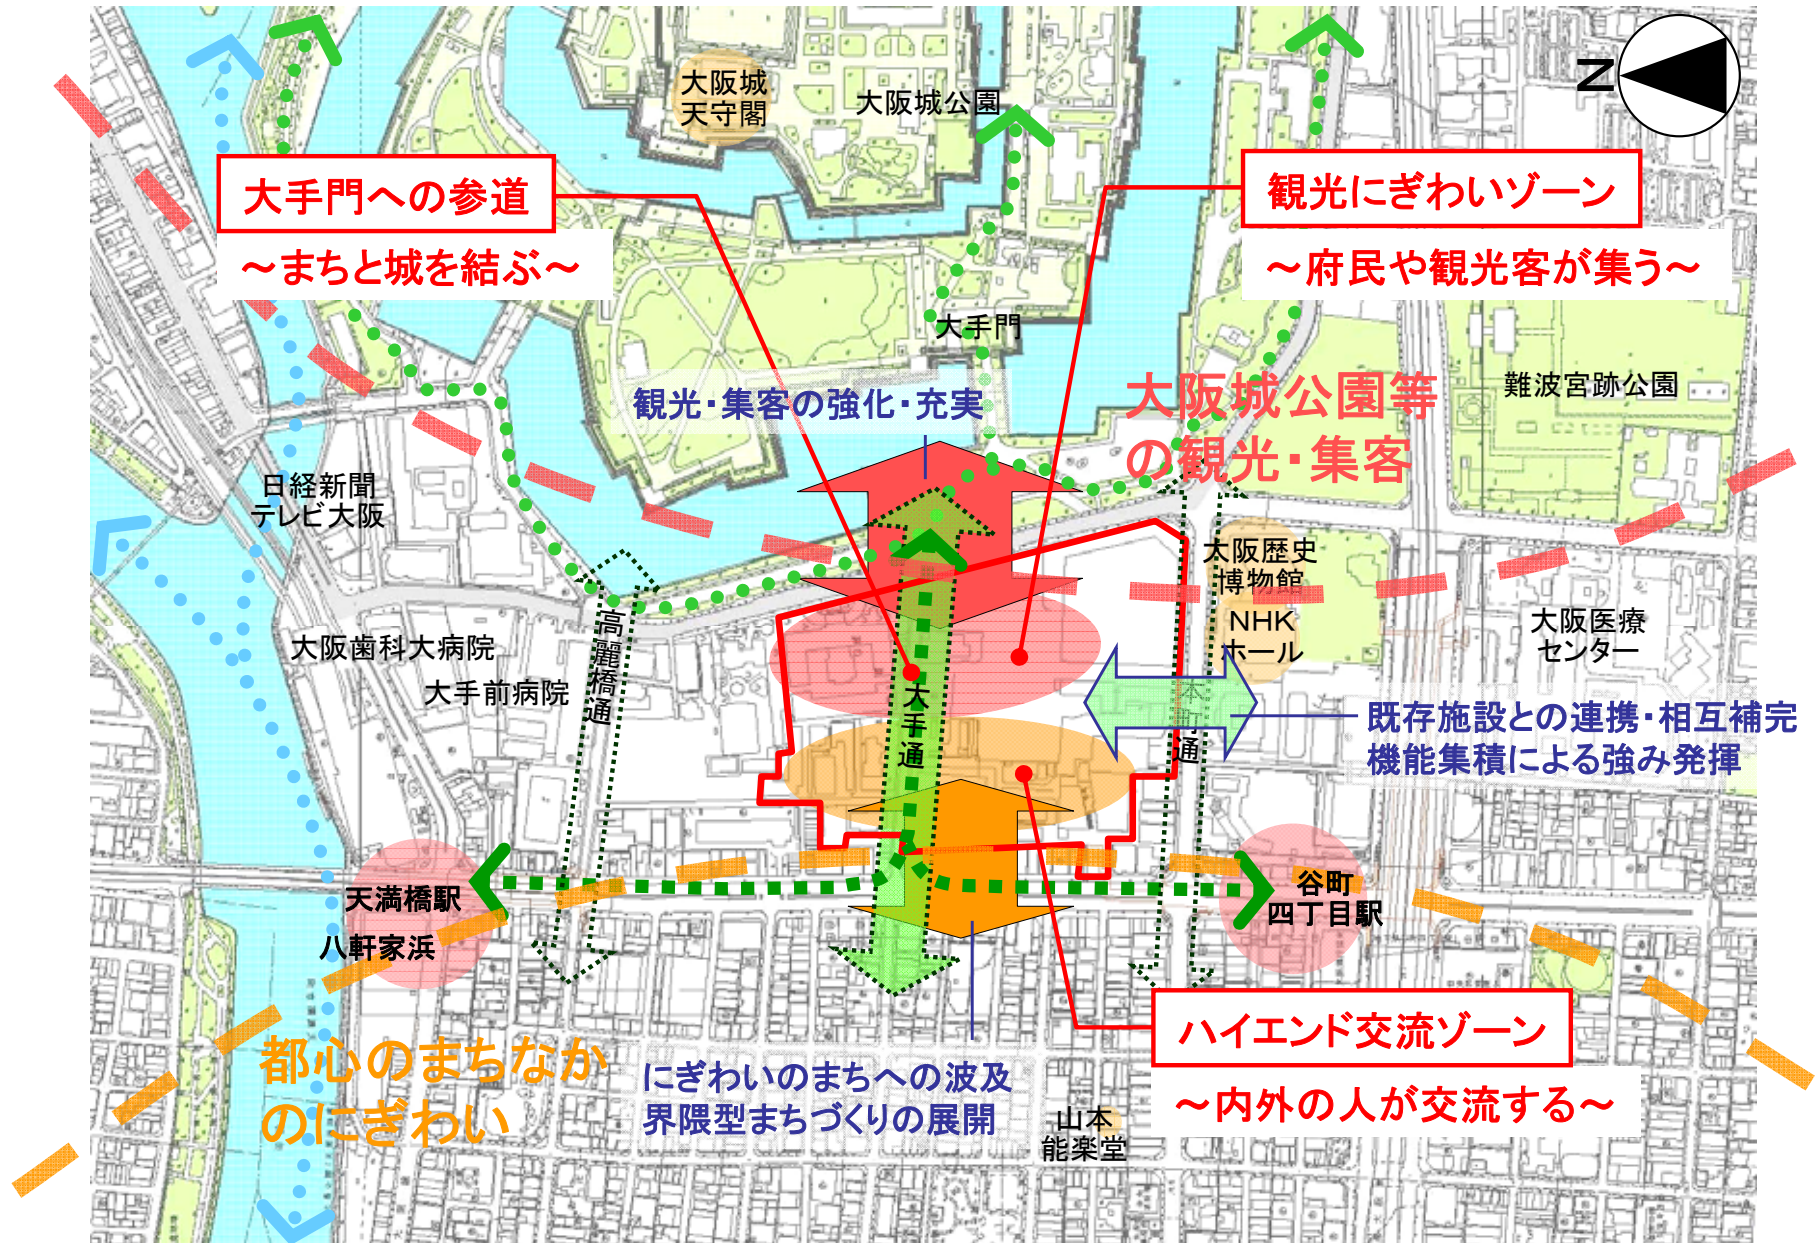 大阪城
天守閣
大阪城公園
N
大手門への参道
～まちと城を結ぶ～
観光にぎわいゾーン
～府民や観光客が集う～
大手門
観光・集客の強化・充実
大阪城公園等
の観光・集客
難波宮跡公園
日経新聞
テレビ大阪
大阪歴史
博物館
NHK
ホール
大阪医療
センター
大阪歯科大病院
大手前病院
高麗橋通
大手通
本町通
既存施設との連携・相互補完
機能集積による強み発揮
天満橋駅
八軒家浜
谷町
四丁目駅
ハイエンド交流ゾーン
～内外の人が交流する～
都心のまちなか
のにぎわい
にぎわいのまちへの波及
界隈型まちづくりの展開
山本
能楽堂